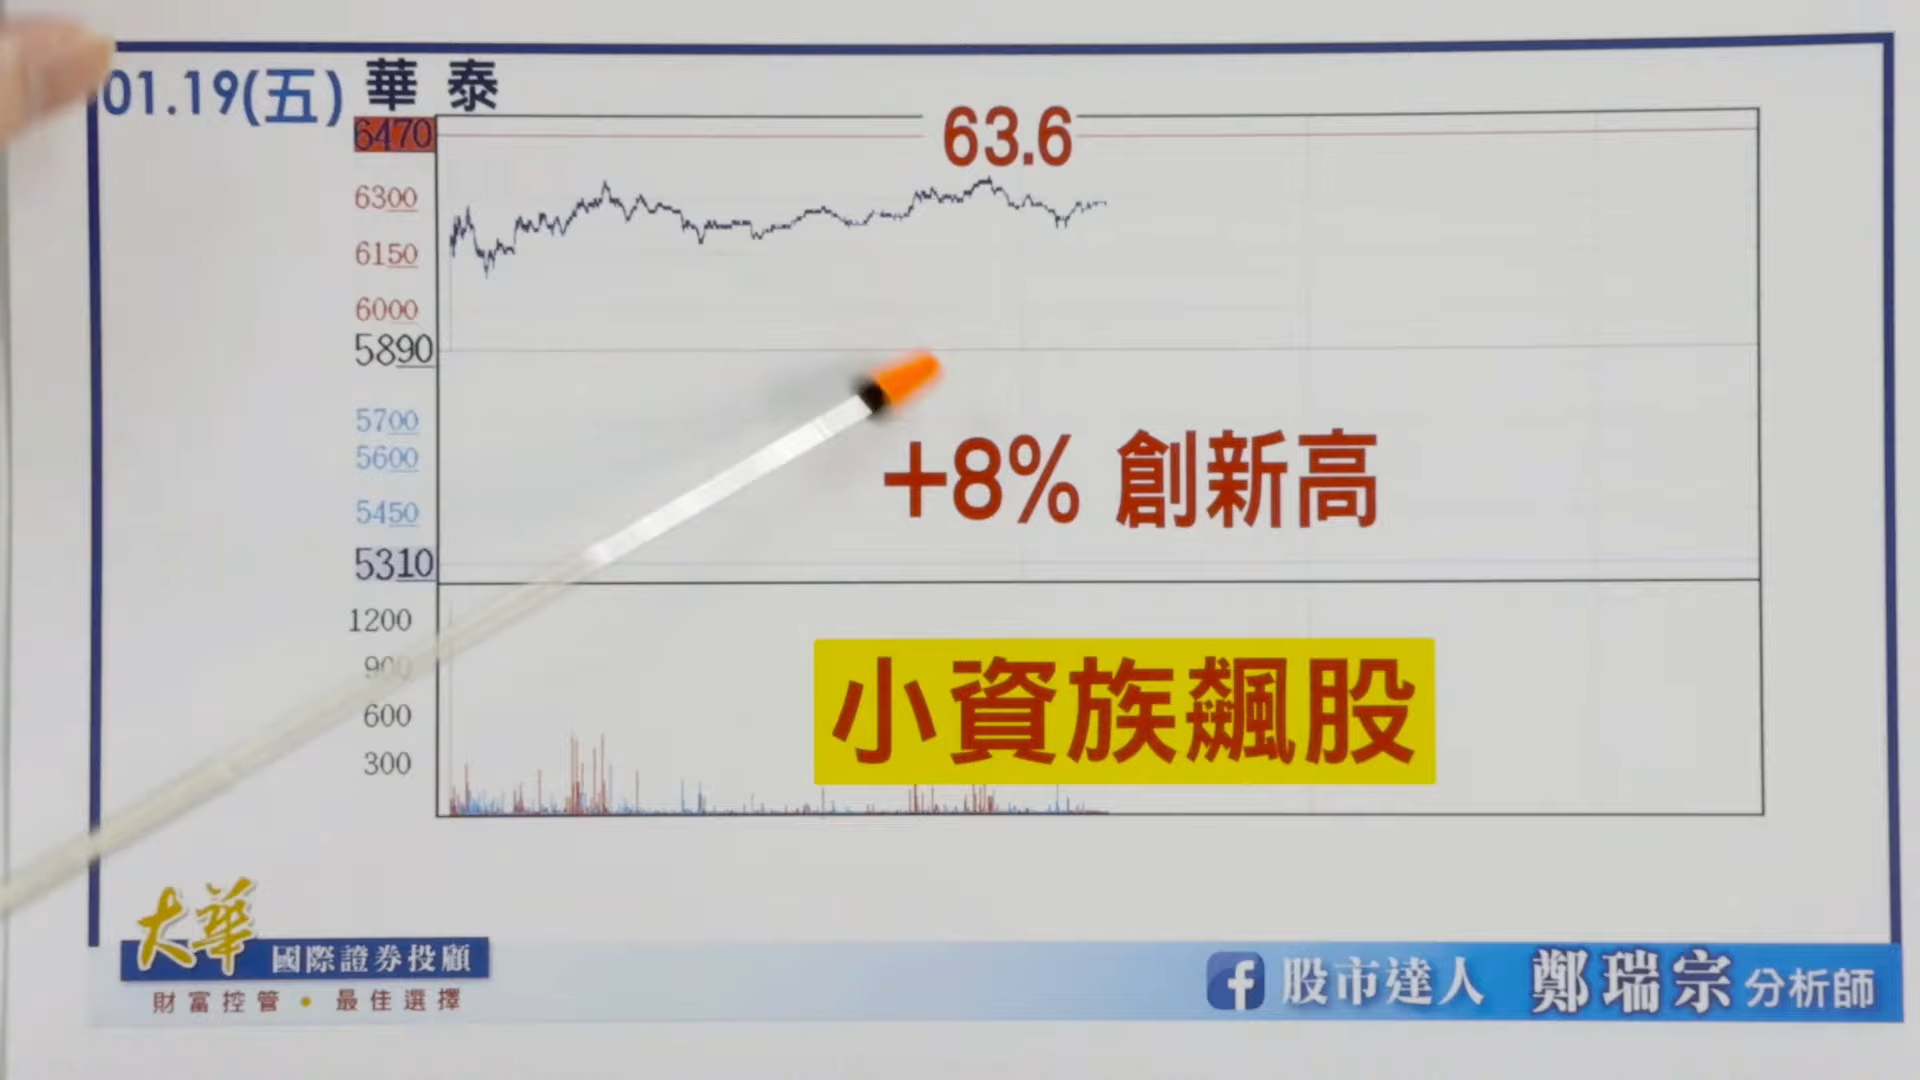 01.19(五) 華泰
6470
63.6
6300
6150
6000
5890
5700
5600
5450
5310
+8% 創新高
1200
900
600
300
小資族飆股
大華國際證券投顧
財富控管・最佳選擇
股市達人 鄭瑞宗 分析師